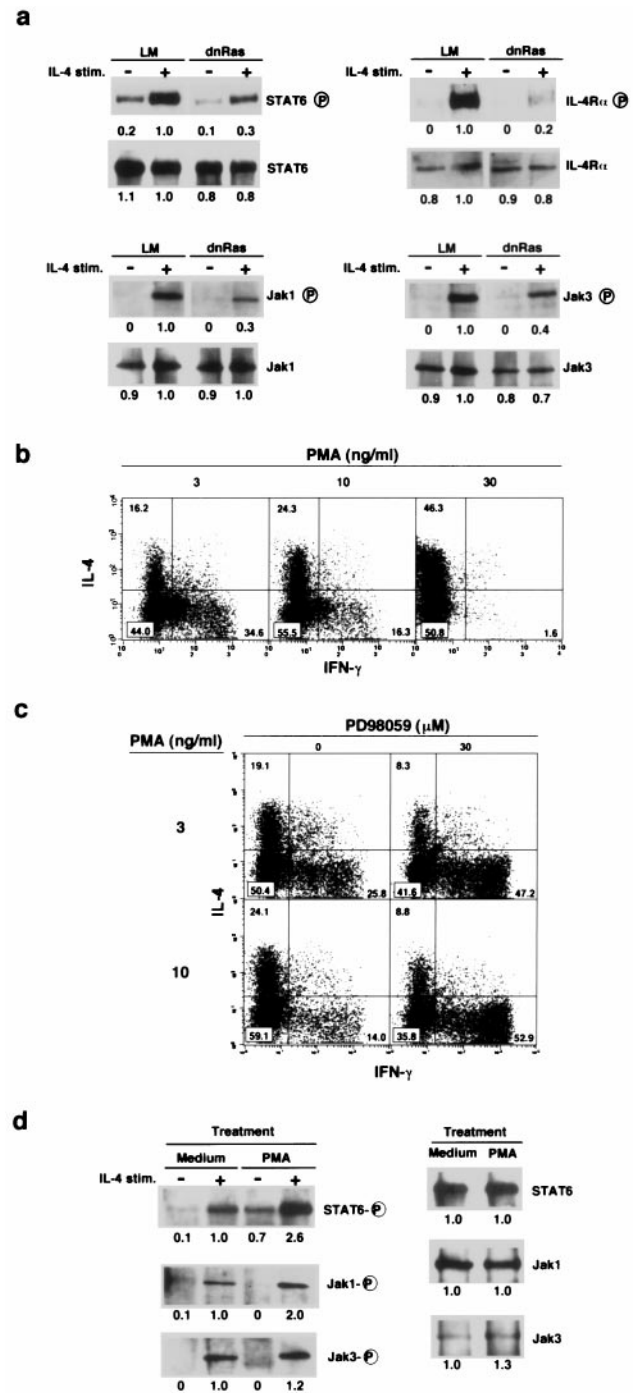 a
LM dnRas LM dnRas
IL-4 stim. - + - + IL-4 stim. - + - +
STAT6 Ⓟ IL-4Rα Ⓟ
0.2 1.0 0.1 0.3 0 1.0 0 0.2
STAT6 IL-4Rα
1.1 1.0 0.8 0.8 0.8 1.0 0.9 0.8
LM dnRas LM dnRas
IL-4 stim. - + - + IL-4 stim. - + - +
Jak1 Ⓟ Jak3 Ⓟ
0 1.0 0 0.3 0 1.0 0 0.4
Jak1 Jak3
0.9 1.0 0.9 1.0 0.9 1.0 0.8 0.7
b
PMA (ng/ml)
3 10 30
16.2 24.3 46.3
IL-4
44.0 34.6 55.5 16.3 50.8 1.6
IFN-γ
c
PD98059 (μM)
PMA (ng/ml) 0 30
19.1 8.3
3
50.4 25.8 41.6 47.2
IL-4
24.1 8.8
10
59.1 14.0 35.8 52.9
IFN-γ
d
Treatment Treatment
Medium PMA Medium PMA
IL-4 stim. - + - +
STAT6-Ⓟ STAT6
0.1 1.0 0.7 2.6 1.0 1.0
Jak1-Ⓟ Jak1
0.1 1.0 0 2.0 1.0 1.0
Jak3-Ⓟ Jak3
0 1.0 0 1.2 1.0 1.3